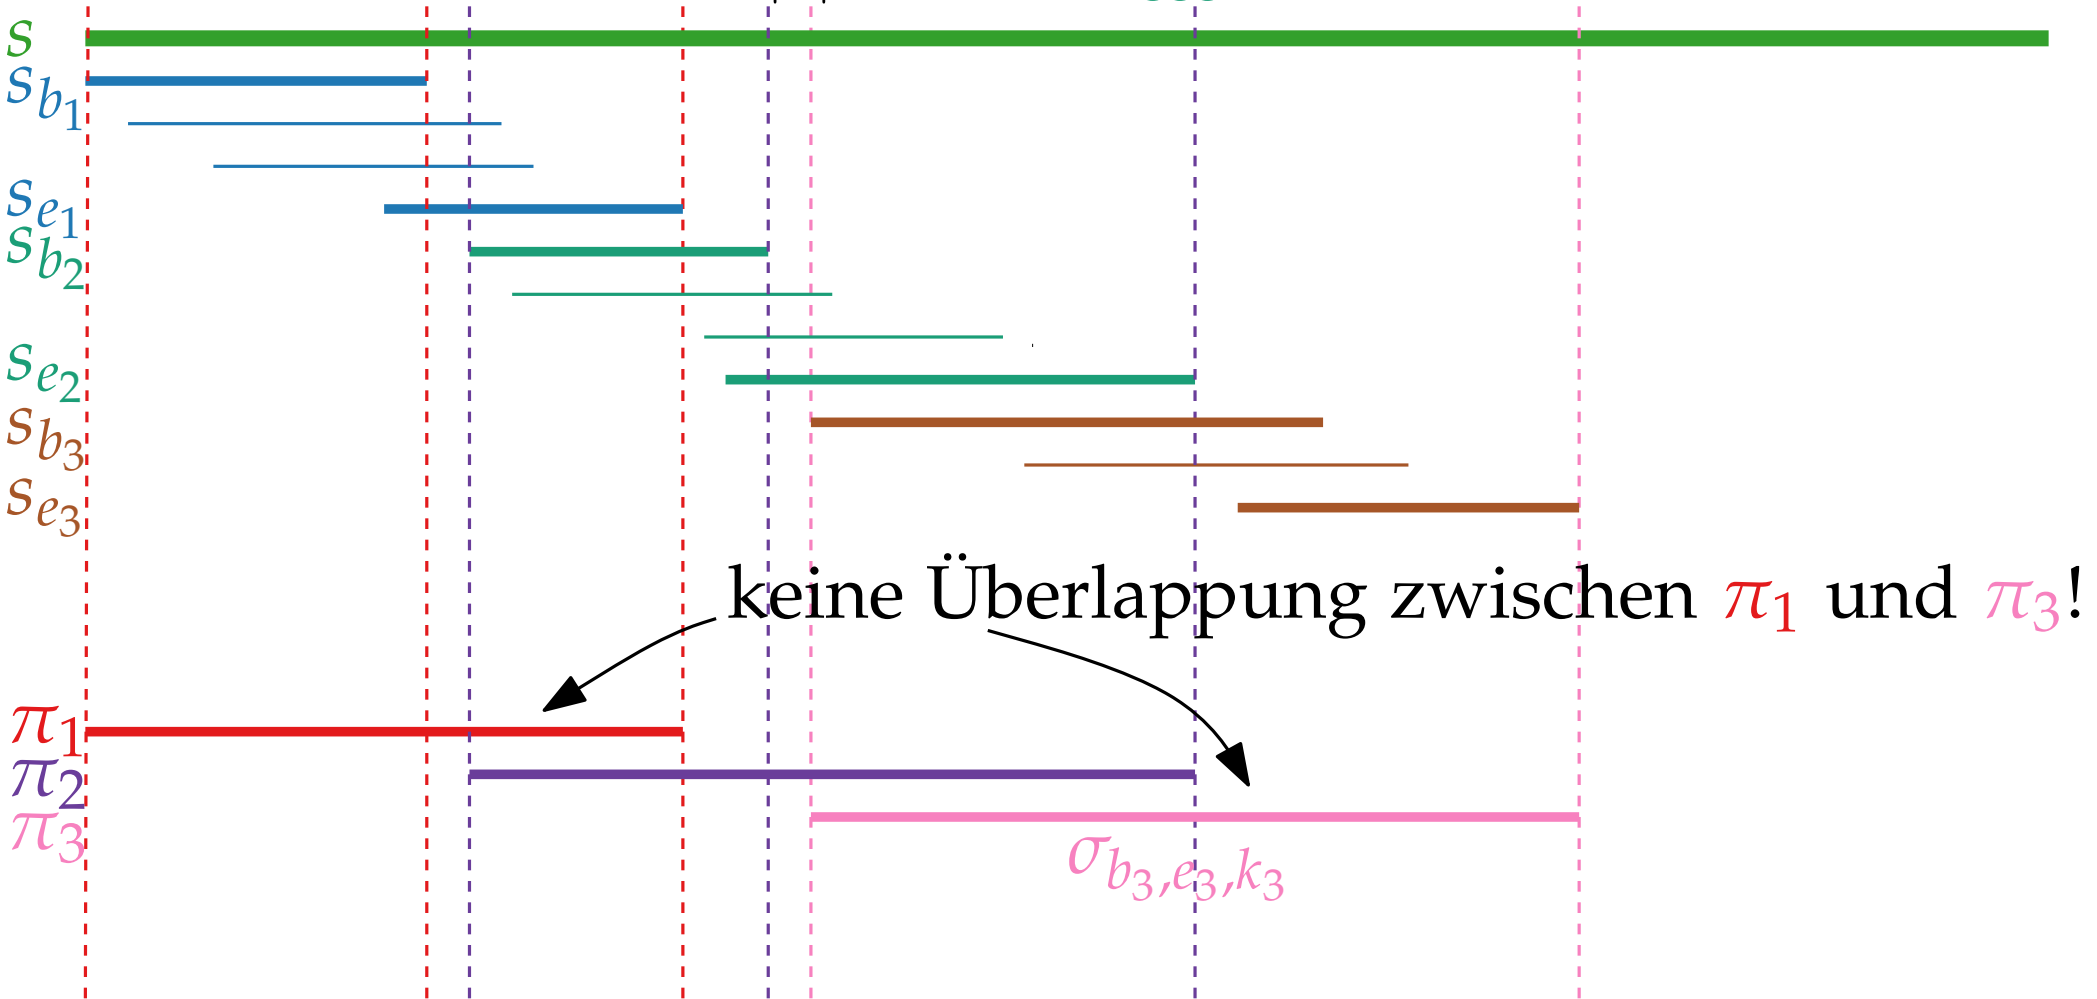 s
s_{b_1}
s_{e_1}
s_{b_2}
s_{e_2}
s_{b_3}
s_{e_3}
keine Überlappung zwischen π_1 und π_3!
π_1
π_2
π_3
σ_{b_3,e_3,k_3}